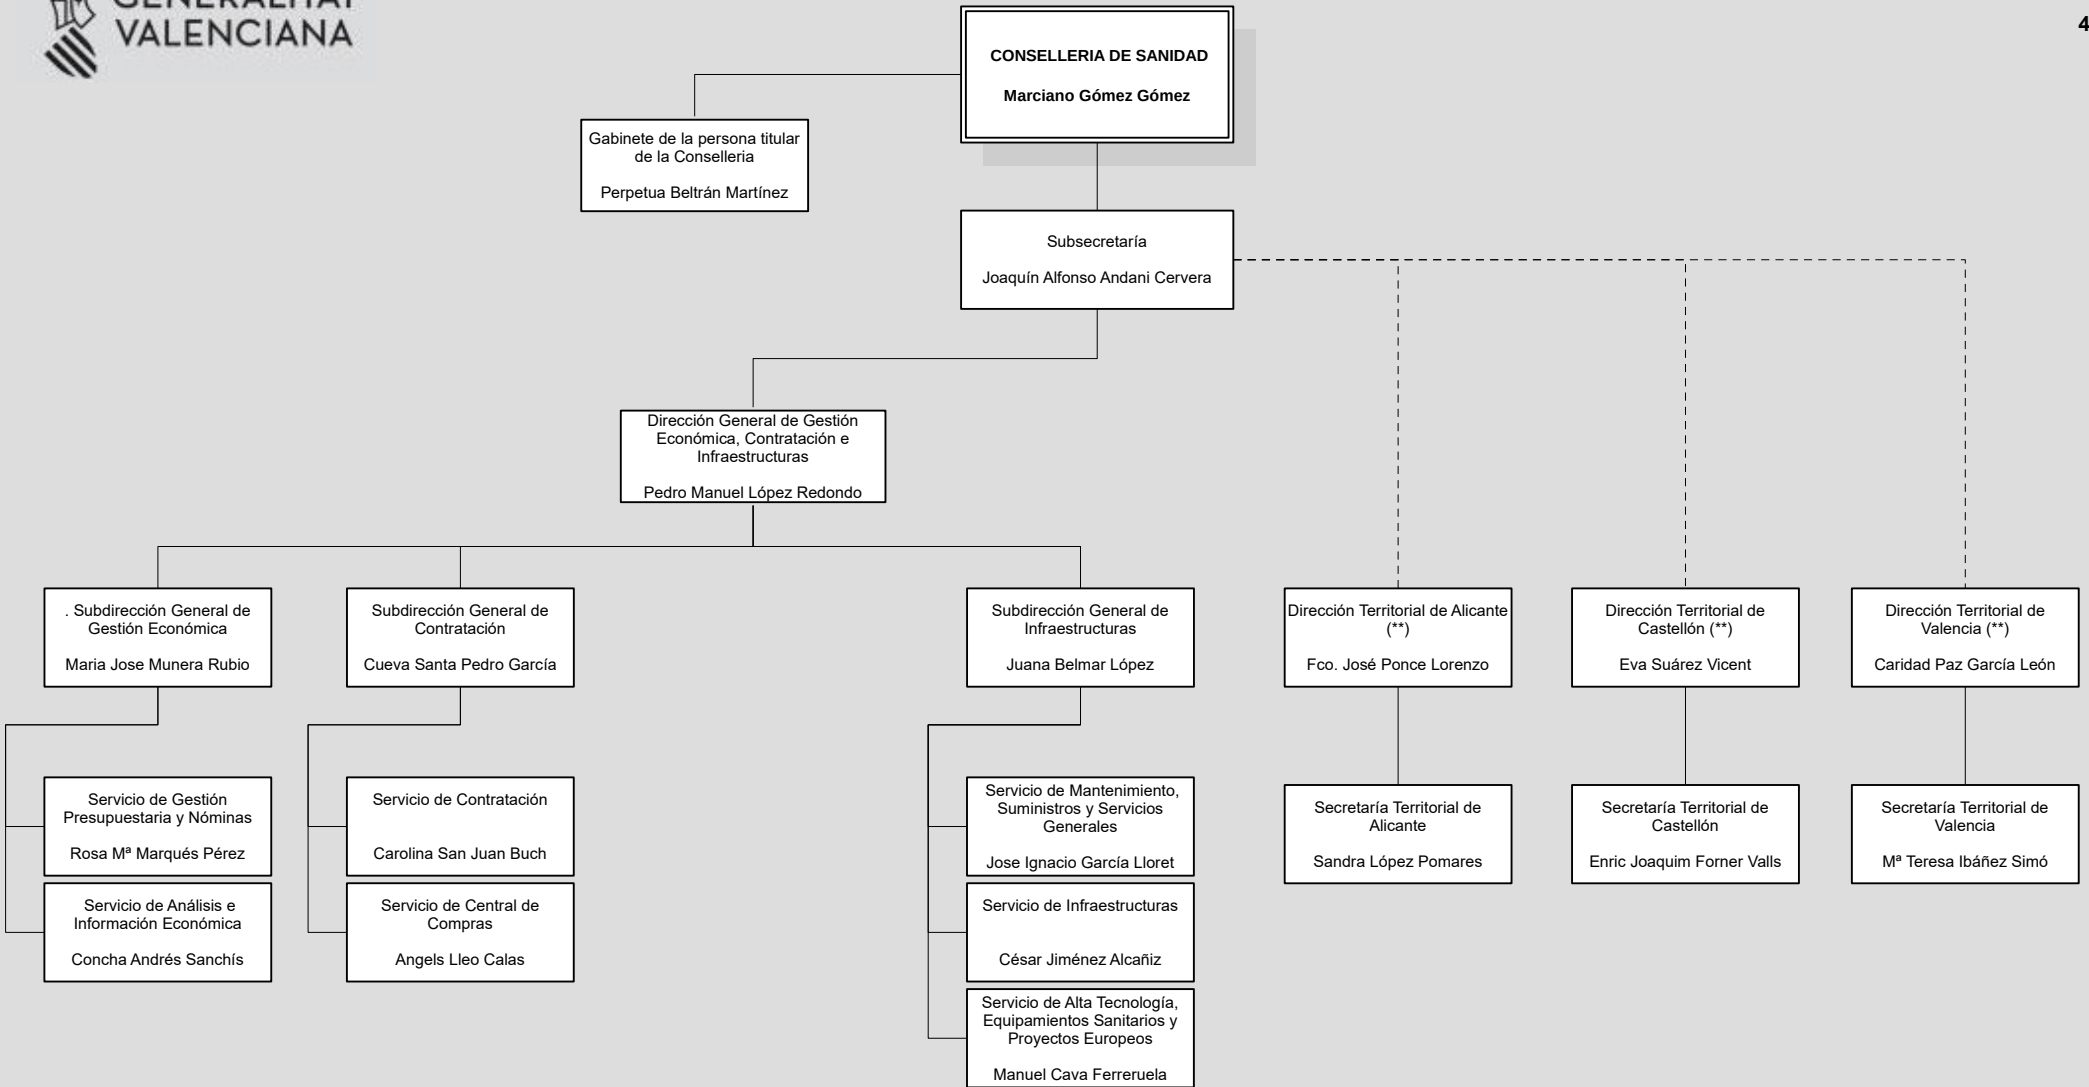 GENERALITAT
VALENCIANA
4
CONSELLERIA DE SANIDAD
Marciano Gómez Gómez
Gabinete de la persona titular
de la Conselleria
Perpetua Beltrán Martínez
Subsecretaría
Joaquín Alfonso Andani Cervera
Dirección General de Gestión
Económica, Contratación e
Infraestructuras
Pedro Manuel López Redondo
. Subdirección General de
Gestión Económica
Maria Jose Munera Rubio
Subdirección General de
Contratación
Cueva Santa Pedro García
Subdirección General de
Infraestructuras
Juana Belmar López
Dirección Territorial de Alicante
(**)
Fco. José Ponce Lorenzo
Dirección Territorial de
Castellón (**)
Eva Suárez Vicent
Dirección Territorial de
Valencia (**)
Caridad Paz García León
Servicio de Gestión
Presupuestaria y Nóminas
Rosa Mª Marqués Pérez
Servicio de Contratación
Carolina San Juan Buch
Servicio de Mantenimiento,
Suministros y Servicios
Generales
Jose Ignacio García Lloret
Secretaría Territorial de
Alicante
Sandra López Pomares
Secretaría Territorial de
Castellón
Enric Joaquim Forner Valls
Secretaría Territorial de
Valencia
Mª Teresa Ibáñez Simó
Servicio de Análisis e
Información Económica
Concha Andrés Sanchís
Servicio de Central de
Compras
Angels Lleo Calas
Servicio de Infraestructuras
César Jiménez Alcañiz
Servicio de Alta Tecnología,
Equipamientos Sanitarios y
Proyectos Europeos
Manuel Cava Ferreruela